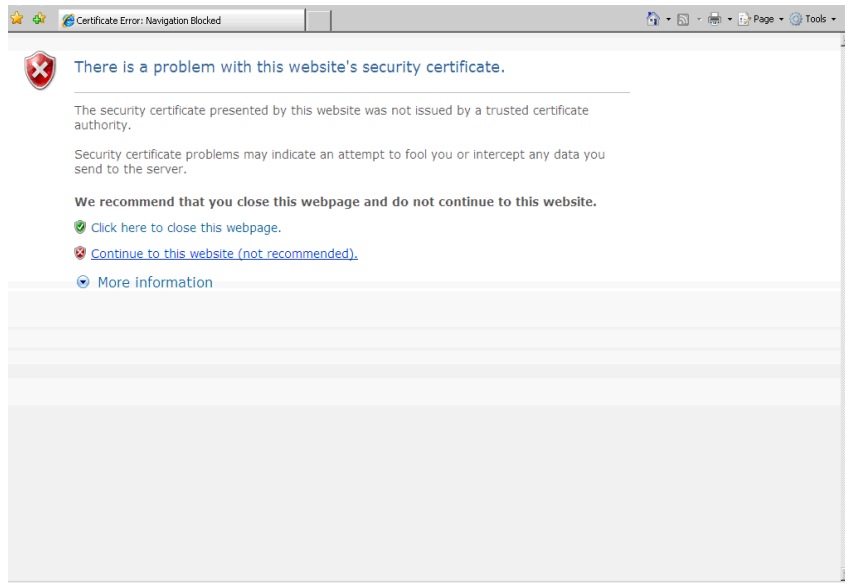 Certificate Error: Navigation Blocked
Page
Tools
There is a problem with this website's security certificate.
The security certificate presented by this website was not issued by a trusted certificate
authority.
Security certificate problems may indicate an attempt to fool you or intercept any data you
send to the server.
We recommend that you close this webpage and do not continue to this website.
Click here to close this webpage.
Continue to this website (not recommended).
More information